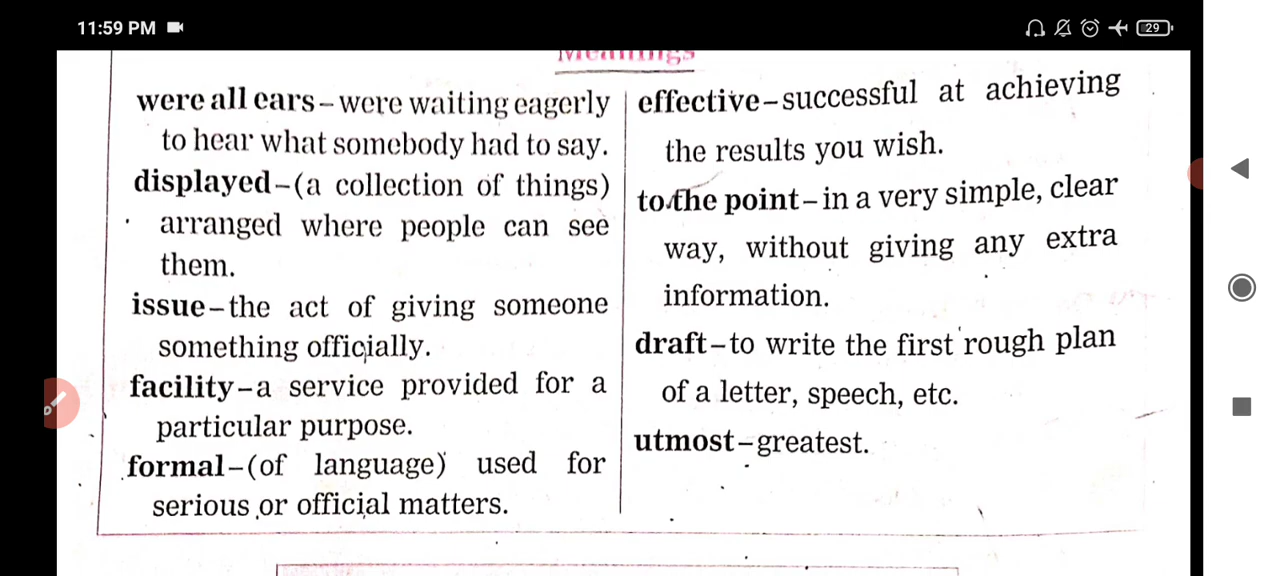 11:59 PM
29
Meanings
were all ears – were waiting eagerly
to hear what somebody had to say.
displayed – (a collection of things)
arranged where people can see
them.
issue – the act of giving someone
something officially.
facility – a service provided for a
particular purpose.
formal – (of language) used for
serious or official matters.
effective – successful at achieving
the results you wish.
to the point – in a very simple, clear
way, without giving any extra
information.
draft – to write the first rough plan
of a letter, speech, etc.
utmost – greatest.